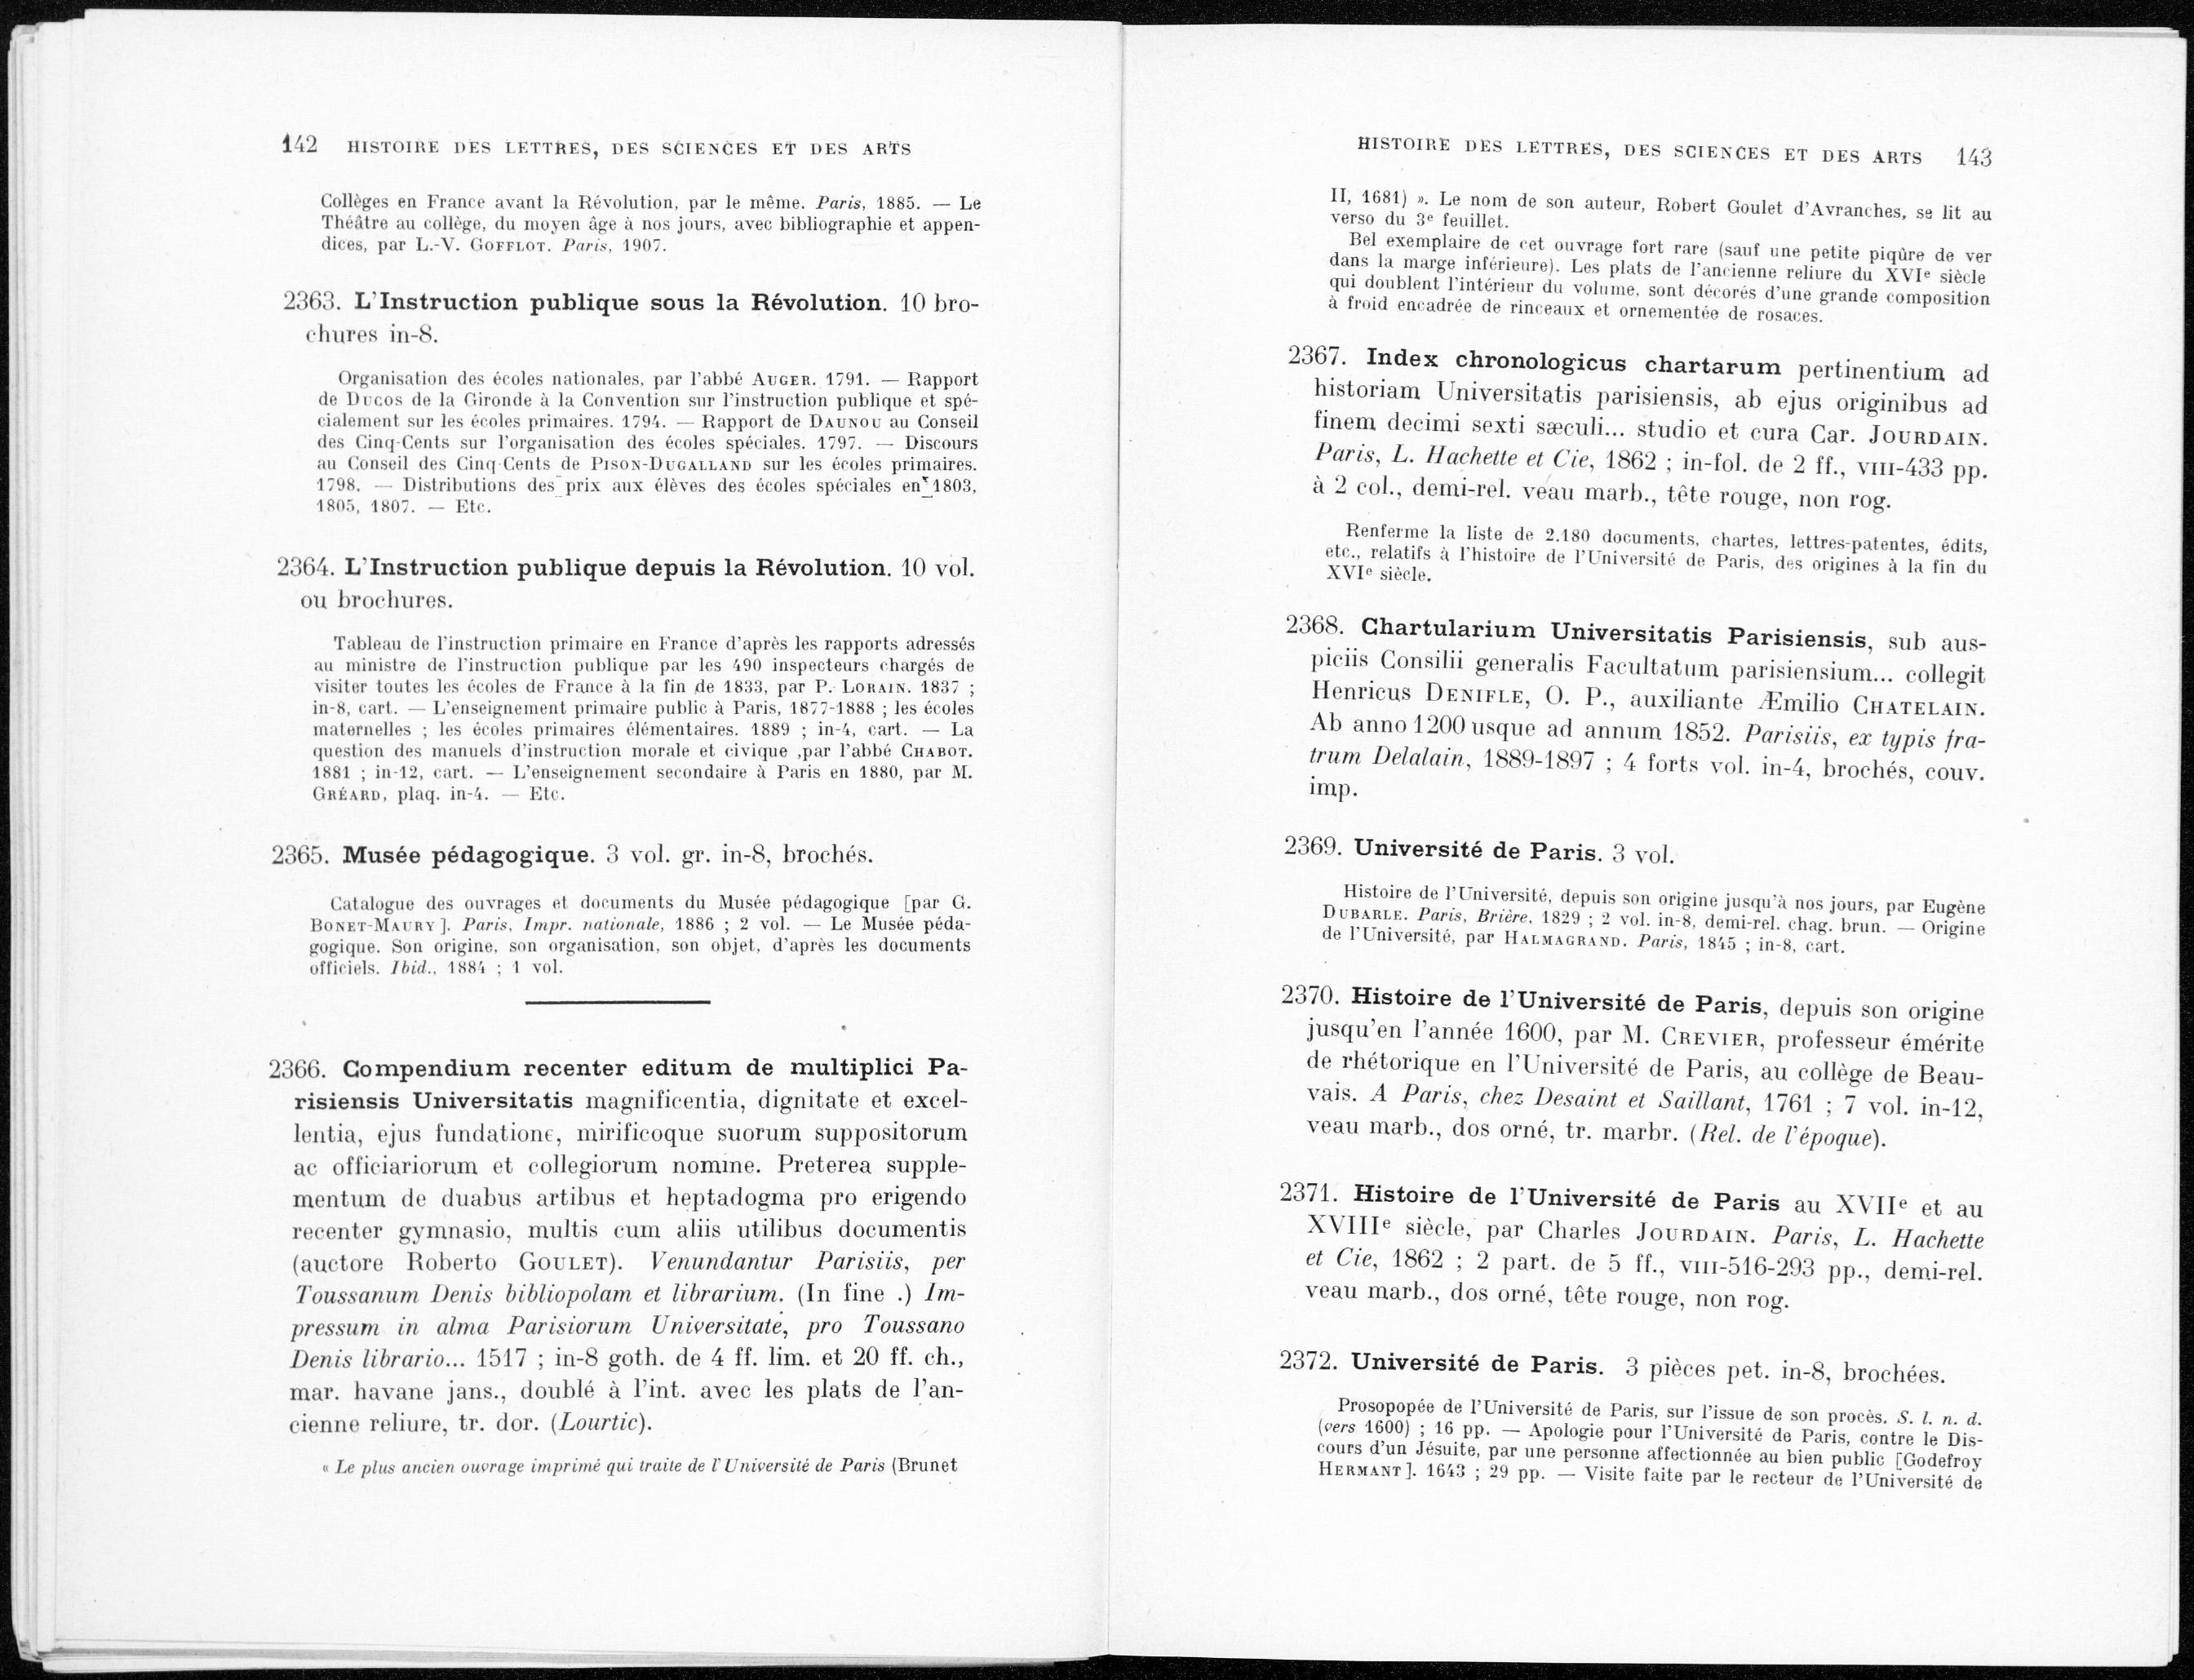 142 HISTOIRE DES LETTRES, DES SCIENCES ET DES ARTS
Collèges en France avant la Révolution, par le même. Paris, 1885. — Le
Théâtre au collège, du moyen âge à nos jours, avec bibliographie et appen-
dices, par L.-V. GOFFLOT. Paris, 1907.
2363. L'Instruction publique sous la Révolution. 10 bro-
chures in-8.
Organisation des écoles nationales, par l'abbé AUGER. 1791. — Rapport
de DUCOS de la Gironde à la Convention sur l'instruction publique et spé-
cialement sur les écoles primaires. 1794. — Rapport de DAUNOU au Conseil
des Cinq-Cents sur l'organisation des écoles spéciales. 1797. — Discours
au Conseil des Cinq-Cents de PISON-DUGALLAND sur les écoles primaires.
1798. — Distributions des prix aux élèves des écoles spéciales en 1803,
1805, 1807. — Etc.
2364. L'Instruction publique depuis la Révolution. 10 vol.
ou brochures.
Tableau de l'instruction primaire en France d'après les rapports adressés
au ministre de l'instruction publique par les 490 inspecteurs chargés de
visiter toutes les écoles de France à la fin de 1833, par P. LORAIN. 1837 ;
in-8, cart. — L'enseignement primaire public à Paris, 1877-1888 ; les écoles
maternelles ; les écoles primaires élémentaires. 1889 ; in-4, cart. — La
question des manuels d'instruction morale et civique ,par l'abbé CHABOT.
1881 ; in-12, cart. — L'enseignement secondaire à Paris en 1880, par M.
GRÉARD, plaq. in-4. — Etc.
2365. Musée pédagogique. 3 vol. gr. in-8, brochés.
Catalogue des ouvrages et documents du Musée pédagogique [par G.
BONET-MAURY]. Paris, Impr. nationale, 1886 ; 2 vol. — Le Musée péda-
gogique. Son origine, son organisation, son objet, d'après les documents
officiels. Ibid., 1884 ; 1 vol.
2366. Compendium recenter editum de multiplici Pa-
risiensis Universitatis magnificentia, dignitate et excel-
lentia, ejus fundatione, mirificoque suorum suppositorum
ac officiariorum et collegiorum nomine. Preterea supple-
mentum de duabus artibus et heptadogma pro erigendo
recenter gymnasio, multis cum aliis utilibus documentis
(auctore Roberto GOULET). Venundantur Parisiis, per
Toussanum Denis bibliopolam et librarium. (In fine .) Im-
pressum in alma Parisiorum Universitate, pro Toussano
Denis librario... 1517 ; in-8 goth. de 4 ff. lim. et 20 ff. ch.,
mar. havane jans., doublé à l'int. avec les plats de l'an-
cienne reliure, tr. dor. (Lourtic).
« Le plus ancien ouvrage imprimé qui traite de l'Université de Paris (Brunet
HISTOIRE DES LETTRES, DES SCIENCES ET DES ARTS 143
II, 1681) ». Le nom de son auteur, Robert Goulet d'Avranches, se lit au
verso du 3e feuillet.
Bel exemplaire de cet ouvrage fort rare (sauf une petite piqûre de ver
dans la marge inférieure). Les plats de l'ancienne reliure du XVIe siècle
qui doublent l'intérieur du volume, sont décorés d'une grande composition
à froid encadrée de rinceaux et ornementée de rosaces.
2367. Index chronologicus chartarum pertinentium ad
historiam Universitatis parisiensis, ab ejus originibus ad
finem decimi sexti sæculi... studio et cura Car. JOURDAIN.
Paris, L. Hachette et Cie, 1862 ; in-fol. de 2 ff., VIII-433 pp.
à 2 col., demi-rel. veau marb., tête rouge, non rog.
Renferme la liste de 2.180 documents, chartes, lettres-patentes, édits,
etc., relatifs à l'histoire de l'Université de Paris, des origines à la fin du
XVIe siècle.
2368. Chartularium Universitatis Parisiensis, sub aus-
piciis Consilii generalis Facultatum parisiensium... collegit
Henricus DENIFLE, O. P., auxiliante Æmilio CHATELAIN.
Ab anno 1200 usque ad annum 1852. Parisiis, ex typis fra-
trum Delalain, 1889-1897 ; 4 forts vol. in-4, brochés, couv.
imp.
2369. Université de Paris. 3 vol.
Histoire de l'Université, depuis son origine jusqu'à nos jours, par Eugène
DUBARLE. Paris, Brière, 1829 ; 2 vol. in-8, demi-rel. chag. brun. — Origine
de l'Université, par HALMAGRAND. Paris, 1845 ; in-8, cart.
2370. Histoire de l'Université de Paris, depuis son origine
jusqu'en l'année 1600, par M. CREVIER, professeur émérite
de rhétorique en l'Université de Paris, au collège de Beau-
vais. A Paris, chez Desaint et Saillant, 1761 ; 7 vol. in-12,
veau marb., dos orné, tr. marbr. (Rel. de l'époque).
2371. Histoire de l'Université de Paris au XVIIe et au
XVIIIe siècle, par Charles JOURDAIN. Paris, L. Hachette
et Cie, 1862 ; 2 part. de 5 ff., VIII-516-293 pp., demi-rel.
veau marb., dos orné, tête rouge, non rog.
2372. Université de Paris. 3 pièces pet. in-8, brochées.
Prosopopée de l'Université de Paris, sur l'issue de son procès. S. l. n. d.
(vers 1600) ; 16 pp. — Apologie pour l'Université de Paris, contre le Dis-
cours d'un Jésuite, par une personne affectionnée au bien public [Godefroy
HERMANT]. 1643 ; 29 pp. — Visite faite par le recteur de l'Université de